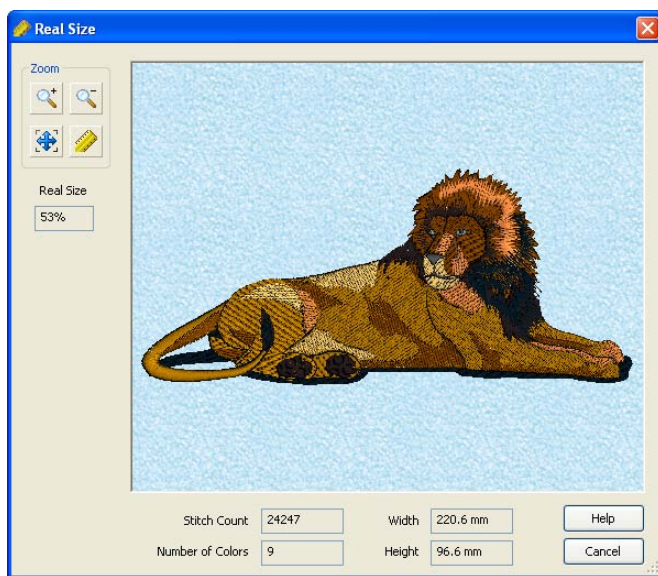 Real Size
Zoom
Real Size
53%
Stitch Count 24247 Width 220.6 mm Help
Number of Colors 9 Height 96.6 mm Cancel